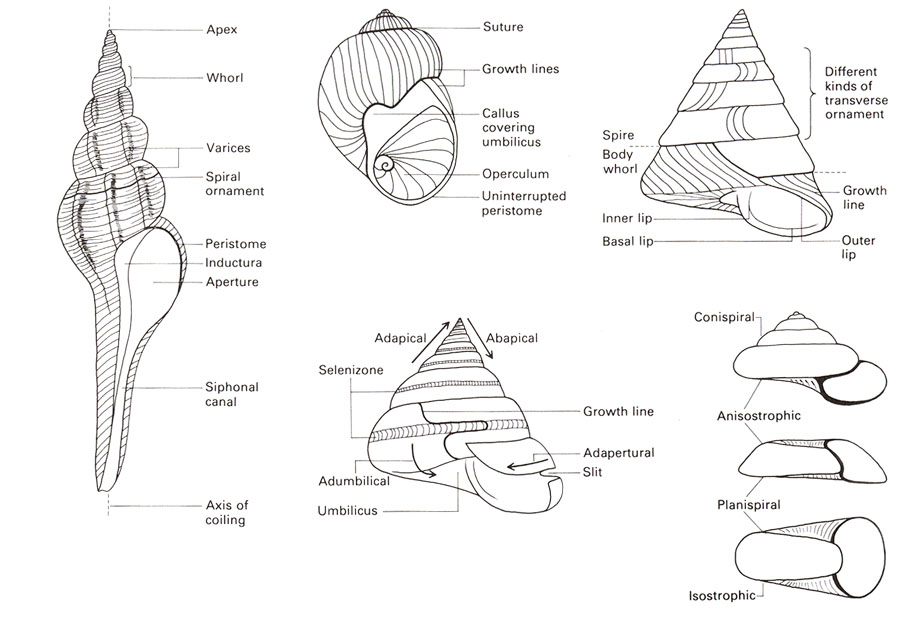 Apex
Whorl
Varices
Spiral
ornament
Peristome
Inductura
Aperture
Siphonal
canal
Axis of
coiling
Suture
Growth lines
Callus
covering
umbilicus
Operculum
Uninterrupted
peristome
Different
kinds of
transverse
ornament
Spire
Body
whorl
Growth
line
Inner lip
Basal lip
Outer
lip
Adapical
Abapical
Selenizone
Growth line
Adapertural
Slit
Adumbilical
Umbilicus
Conispiral
Anisostrophic
Planispiral
Isostrophic